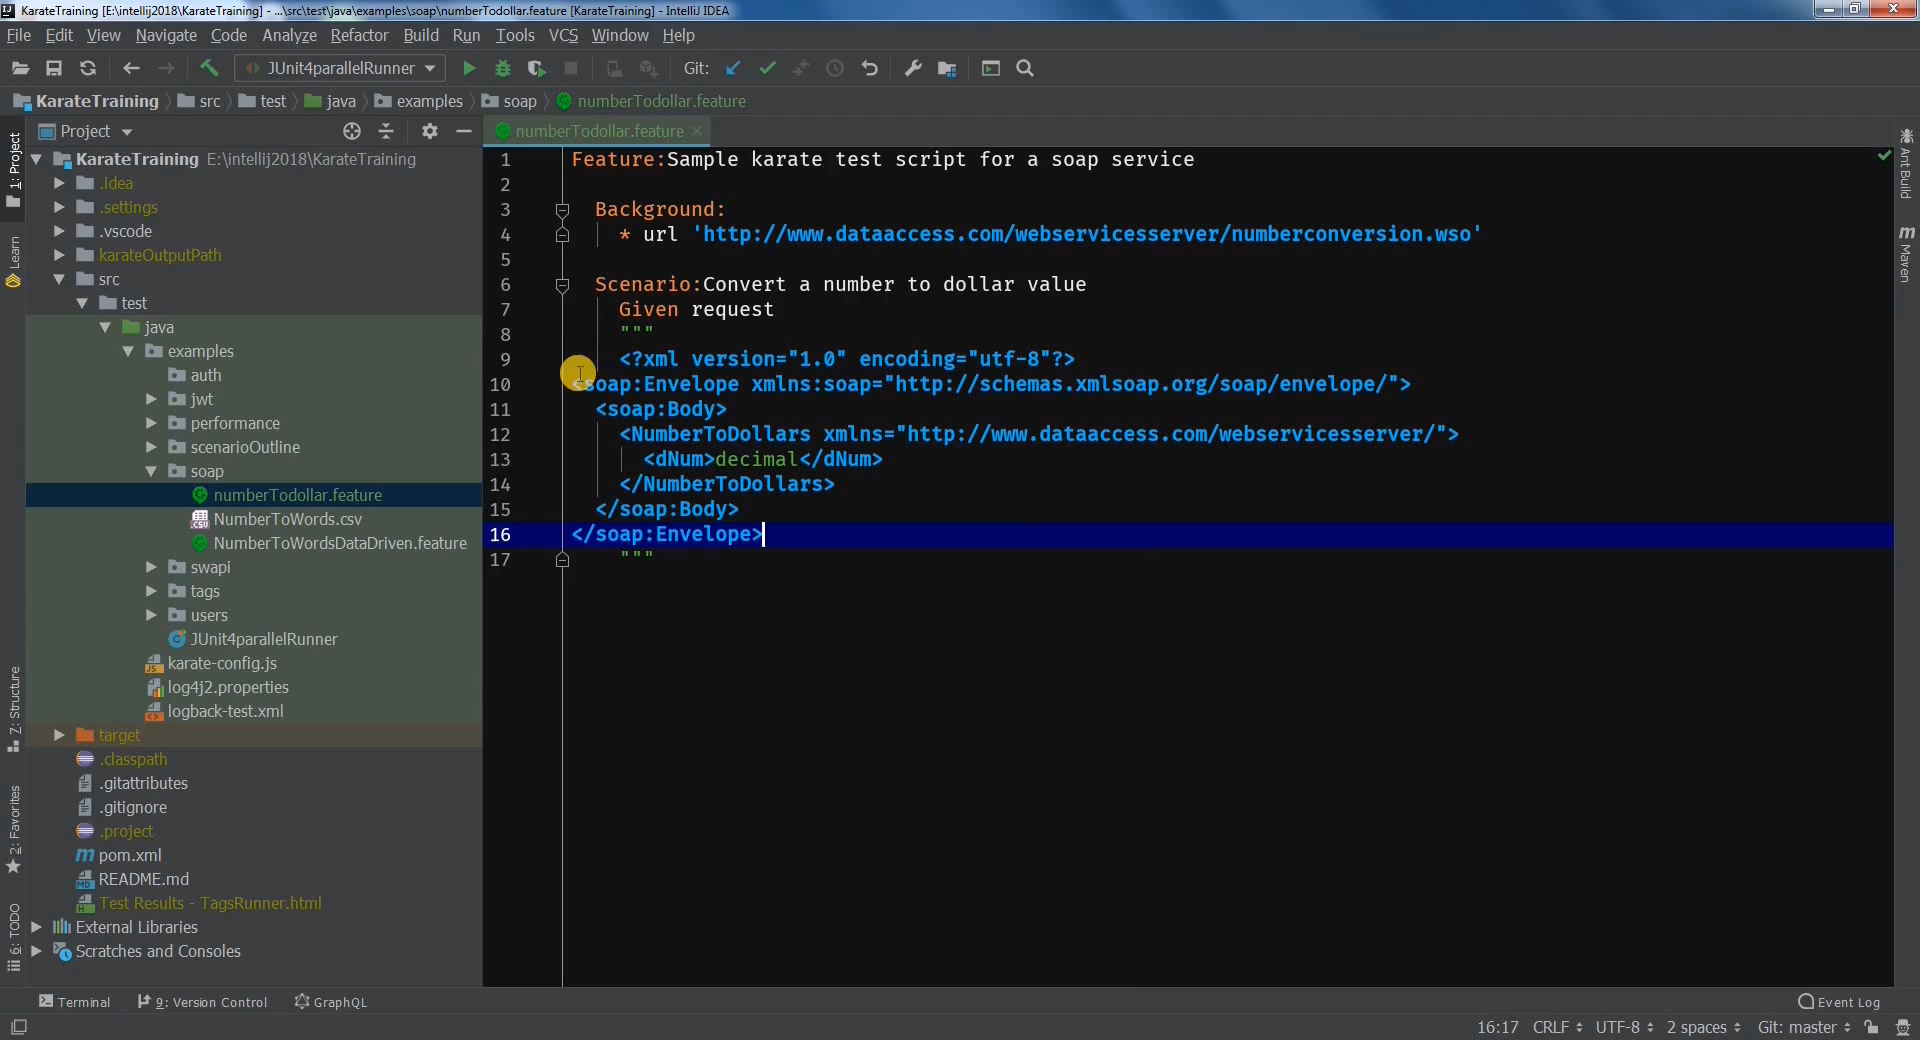 KarateTraining [E:\intellij2018\KarateTraining] - ...\src\test\java\examples\soap\numberTodollar.feature [KarateTraining] - IntelliJ IDEA
File Edit View Navigate Code Analyze Refactor Build Run Tools VCS Window Help
JUnit4parallelRunner Git:
KarateTraining src test java examples soap numberTodollar.feature
Project
numberTodollar.feature
KarateTraining E:\intellij2018\KarateTraining
.idea
.settings
.vscode
karateOutputPath
src
test
java
examples
auth
jwt
performance
scenarioOutline
soap
numberTodollar.feature
NumberToWords.csv
NumberToWordsDataDriven.feature
swapi
tags
users
JUnit4parallelRunner
karate-config.js
log4j2.properties
logback-test.xml
target
.classpath
.gitattributes
.gitignore
.project
pom.xml
README.md
Test Results - TagsRunner.html
External Libraries
Scratches and Consoles
1: Project
Learn
Z: Structure
2: Favorites
6: TODO
1 Feature:Sample karate test script for a soap service
2
3 Background:
4 * url 'http://www.dataaccess.com/webservicesserver/numberconversion.wso'
5
6 Scenario:Convert a number to dollar value
7 Given request
8 """
9 <?xml version="1.0" encoding="utf-8"?>
10 <soap:Envelope xmlns:soap="http://schemas.xmlsoap.org/soap/envelope/">
11 <soap:Body>
12 <NumberToDollars xmlns="http://www.dataaccess.com/webservicesserver/">
13 <dNum>decimal</dNum>
14 </NumberToDollars>
15 </soap:Body>
16 </soap:Envelope>
17 """
Ant Build
Maven
Terminal 9: Version Control GraphQL Event Log
16:17 CRLF UTF-8 2 spaces Git: master